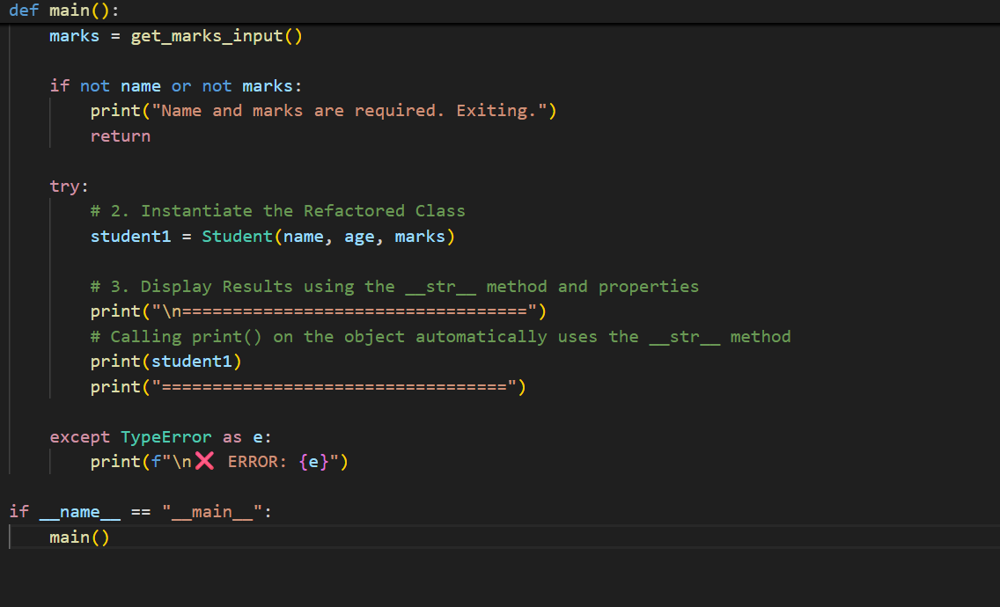 def main():
    marks = get_marks_input()
    if not name or not marks:
        print("Name and marks are required. Exiting.")
        return
    try:
        # 2. Instantiate the Refactored Class
        student1 = Student(name, age, marks)
        # 3. Display Results using the __str__ method and properties
        print("\n==================================")
        # Calling print() on the object automatically uses the __str__ method
        print(student1)
        print("==================================")
    except TypeError as e:
        print(f"\n❌ ERROR: {e}")
if __name__ == "__main__":
    main()